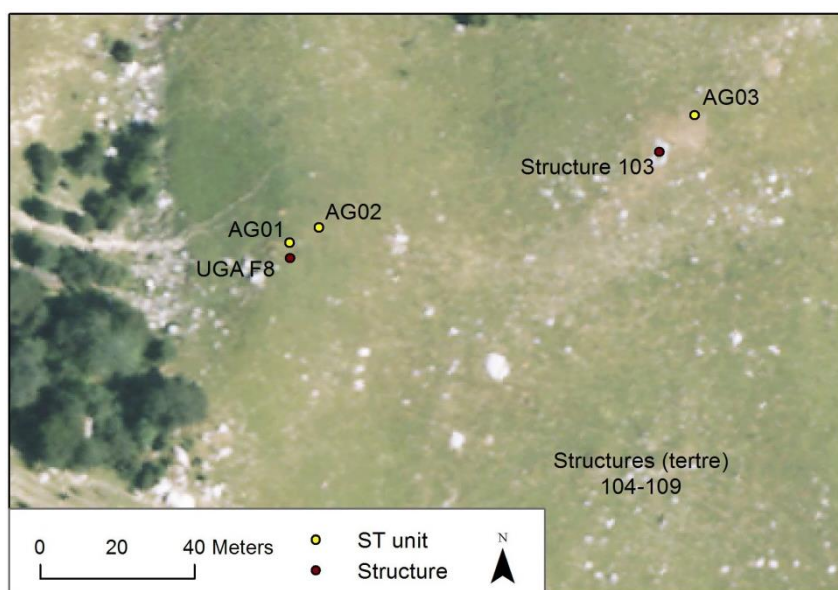 AG03
Structure 103
AG02
AG01
UGA F8
Structures (tertre)
104-109
0 20 40 Meters
ST unit
Structure
N